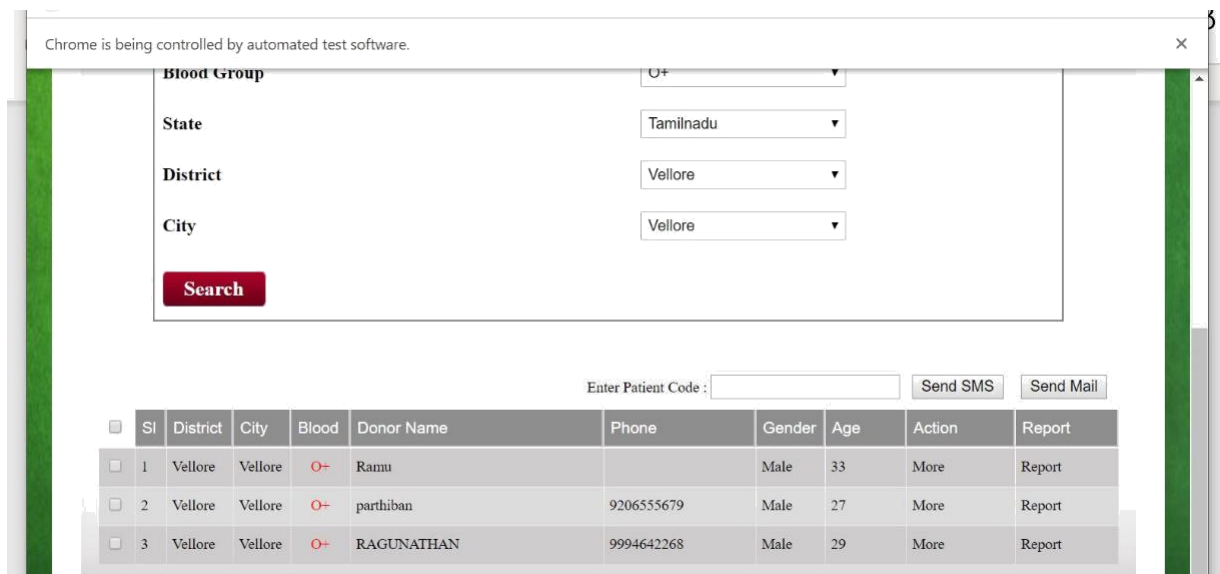 Chrome is being controlled by automated test software.
Blood Group O+
State Tamilnadu
District Vellore
City Vellore
Search
Enter Patient Code : Send SMS Send Mail
Sl District City Blood Donor Name Phone Gender Age Action Report
1 Vellore Vellore O+ Ramu Male 33 More Report
2 Vellore Vellore O+ parthiban 9206555679 Male 27 More Report
3 Vellore Vellore O+ RAGUNATHAN 9994642268 Male 29 More Report